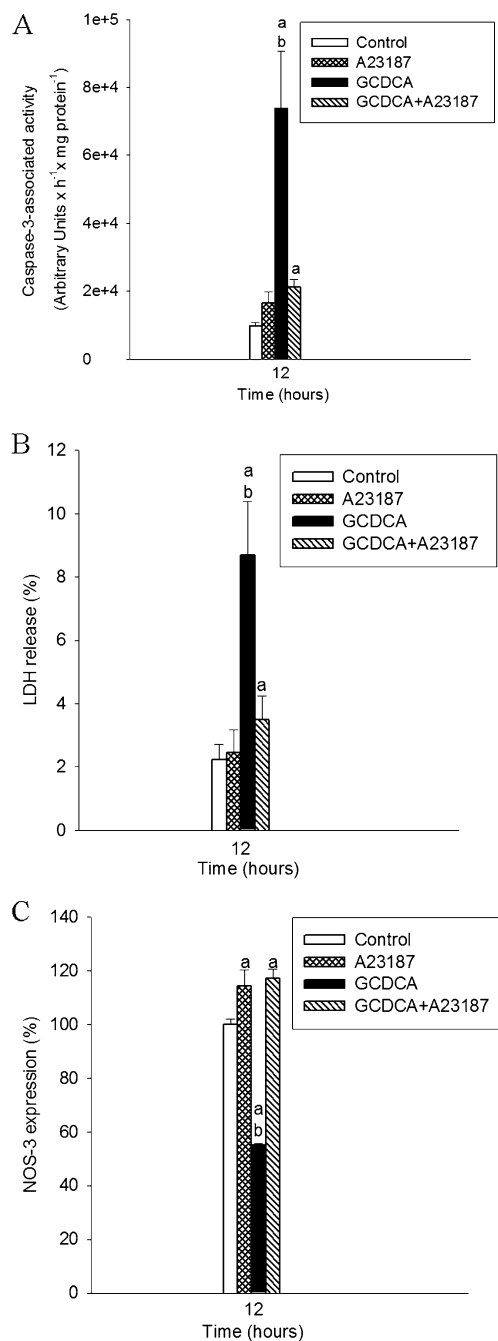 A
Caspase-3-associated activity
(Arbitrary Units x h⁻¹x mg protein⁻¹)
1e+5
8e+4
6e+4
4e+4
2e+4
0
a
b
a
Control
A23187
GCDCA
GCDCA+A23187
12
Time (hours)
B
LDH release (%)
12
10
8
6
4
2
0
a
b
a
Control
A23187
GCDCA
GCDCA+A23187
12
Time (hours)
C
NOS-3 expression (%)
140
120
100
80
60
40
20
0
a
a
a
b
Control
A23187
GCDCA
GCDCA+A23187
12
Time (hours)